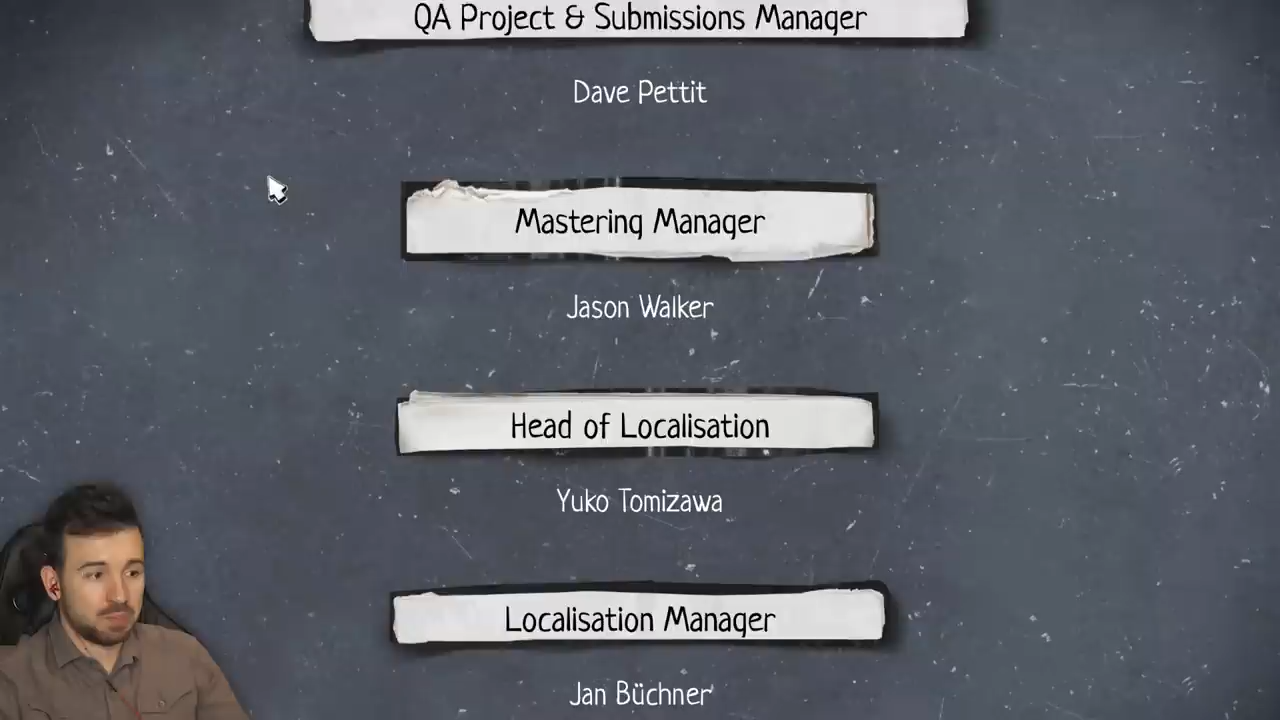 QA Project & Submissions Manager
Dave Pettit
Mastering Manager
Jason Walker
Head of Localisation
Yuko Tomizawa
Localisation Manager
Jan Büchner